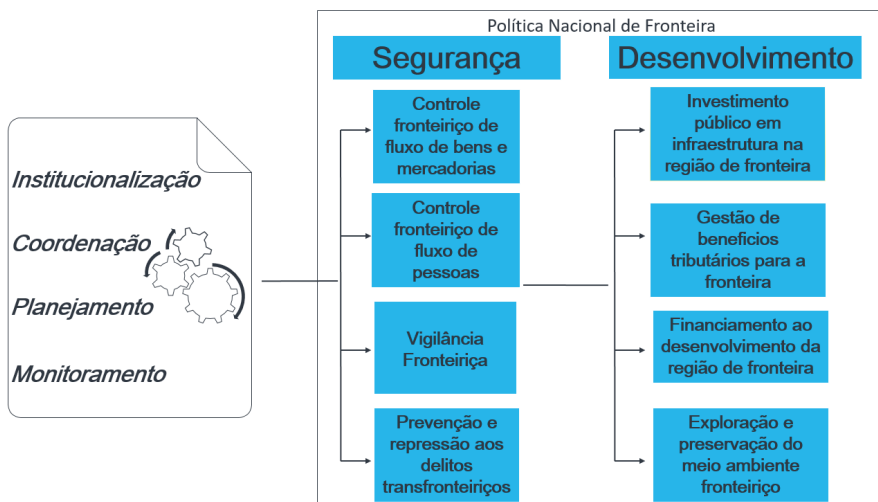 Política Nacional de Fronteira
Segurança
Desenvolvimento
Institucionalização
Coordenação
Planejamento
Monitoramento
Controle
fronteiriço de
fluxo de bens e
mercadorias
Controle
fronteiriço de
fluxo de
pessoas
Vigilância
Fronteiriça
Prevenção e
repressão aos
delitos
transfronteiriços
Investimento
público em
infraestrutura na
região de fronteira
Gestão de
benefícios
tributários para a
fronteira
Financiamento ao
desenvolvimento da
região de fronteira
Exploração e
preservação do
meio ambiente
fronteiriço